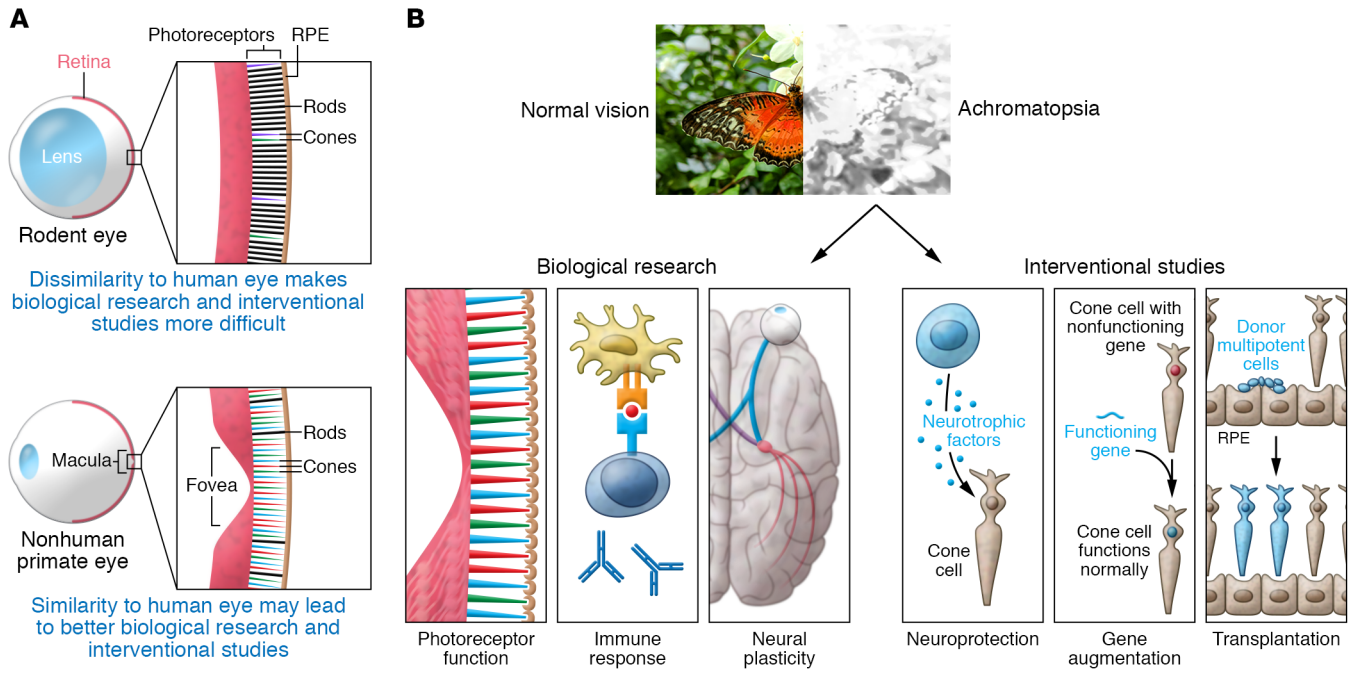 A
Photoreceptors
RPE
Retina
Rods
Cones
Lens
Rodent eye
Dissimilarity to human eye makes
biological research and interventional
studies more difficult
Rods
Macula
Cones
Fovea
Nonhuman
primate eye
Similarity to human eye may lead
to better biological research and
interventional studies
B
Normal vision
Achromatopsia
Biological research
Photoreceptor
function
Immune
response
Neural
plasticity
Interventional studies
Neurotrophic
factors
Cone
cell
Neuroprotection
Cone cell with
nonfunctioning
gene
Functioning
gene
Cone cell
functions
normally
Gene
augmentation
Donor
multipotent
cells
RPE
Transplantation